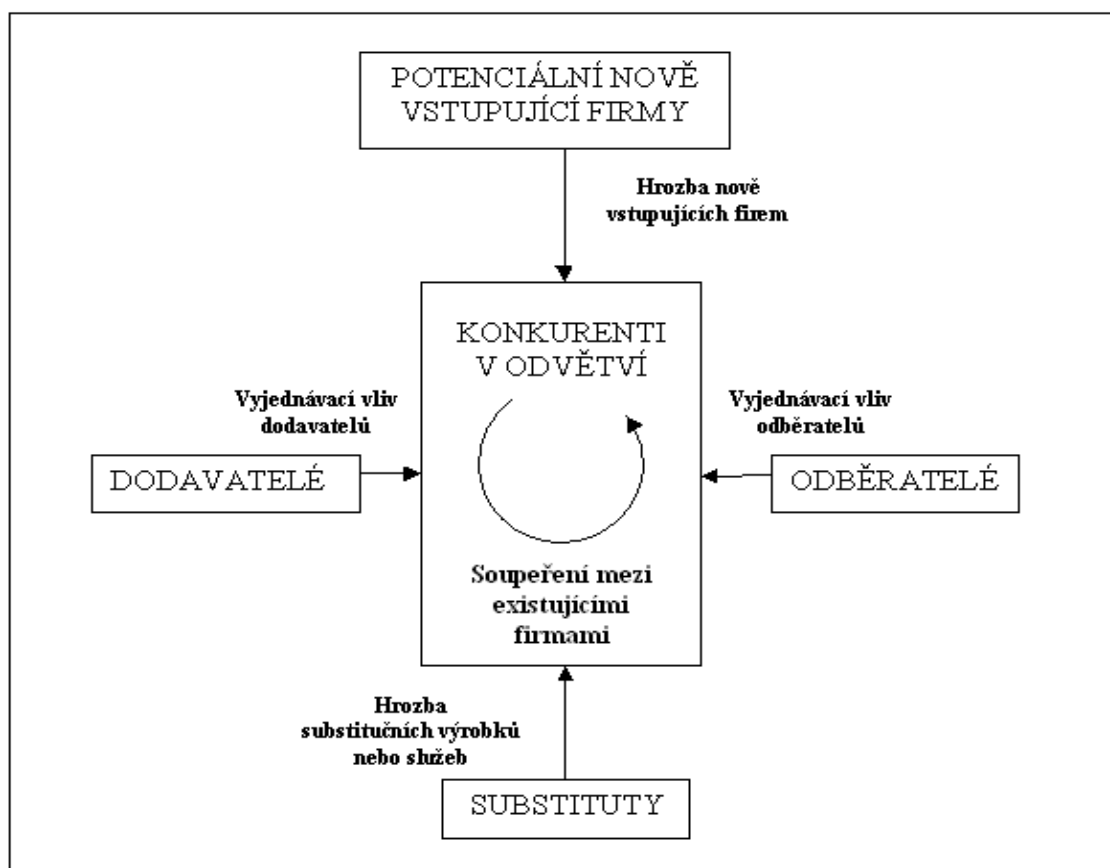 POTENCIÁLNÍ NOVĚ
VSTUPUJÍCÍ FIRMY
Hrozba nově
vstupujících firem
KONKURENTI
V ODVĚTVÍ
Vyjednávací vliv
dodavatelů
Vyjednávací vliv
odběratelů
DODAVATELÉ
ODBĚRATELÉ
Soupeření mezi
existujícími
firmami
Hrozba
substitučních výrobků
nebo služeb
SUBSTITUTY